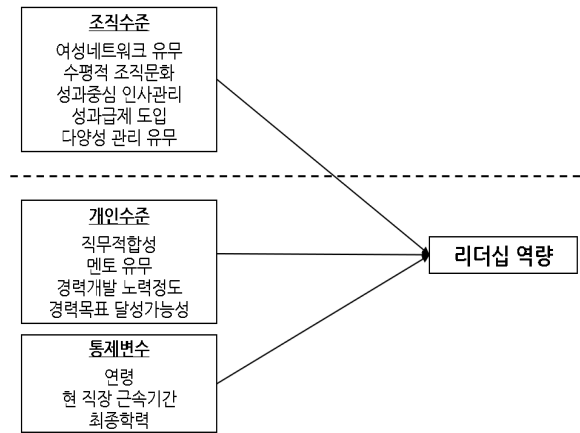 조직수준
여성네트워크 유무
수평적 조직문화
성과중심 인사관리
성과급제 도입
다양성 관리 유무
개인수준
직무적합성
멘토 유무
경력개발 노력정도
경력목표 달성가능성
리더십 역량
통제변수
연령
현 직장 근속기간
최종학력